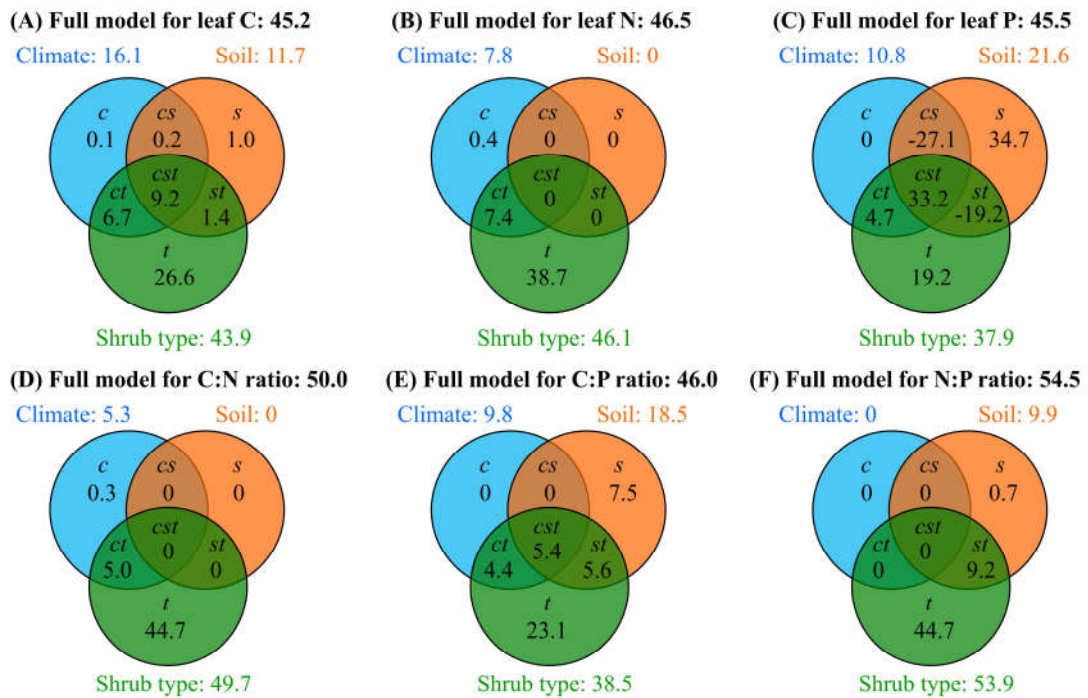 (A) Full model for leaf C: 45.2
Climate: 16.1 Soil: 11.7
c cs s
0.1 0.2 1.0
cst
ct 9.2 st
6.7 1.4
t
26.6
Shrub type: 43.9
(B) Full model for leaf N: 46.5
Climate: 7.8 Soil: 0
c cs s
0.4 0 0
cst
ct 0 st
7.4 0
t
38.7
Shrub type: 46.1
(C) Full model for leaf P: 45.5
Climate: 10.8 Soil: 21.6
c cs s
0 -27.1 34.7
cst
ct 33.2 st
4.7 -19.2
t
19.2
Shrub type: 37.9
(D) Full model for C:N ratio: 50.0
Climate: 5.3 Soil: 0
c cs s
0.3 0 0
cst
ct 0 st
5.0 0
t
44.7
Shrub type: 49.7
(E) Full model for C:P ratio: 46.0
Climate: 9.8 Soil: 18.5
c cs s
0 0 7.5
cst
ct 5.4 st
4.4 5.6
t
23.1
Shrub type: 38.5
(F) Full model for N:P ratio: 54.5
Climate: 0 Soil: 9.9
c cs s
0 0 0.7
cst
ct 0 st
0 9.2
t
44.7
Shrub type: 53.9